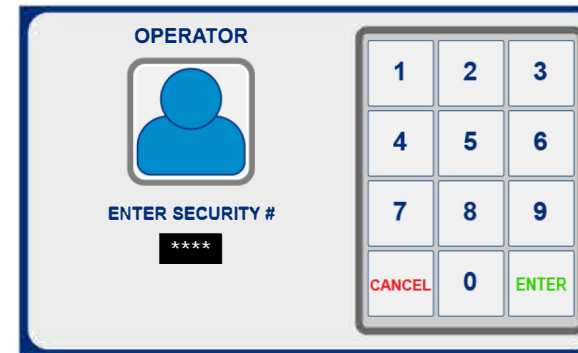 OPERATOR
ENTER SECURITY #
****
1 2 3
4 5 6
7 8 9
CANCEL 0 ENTER